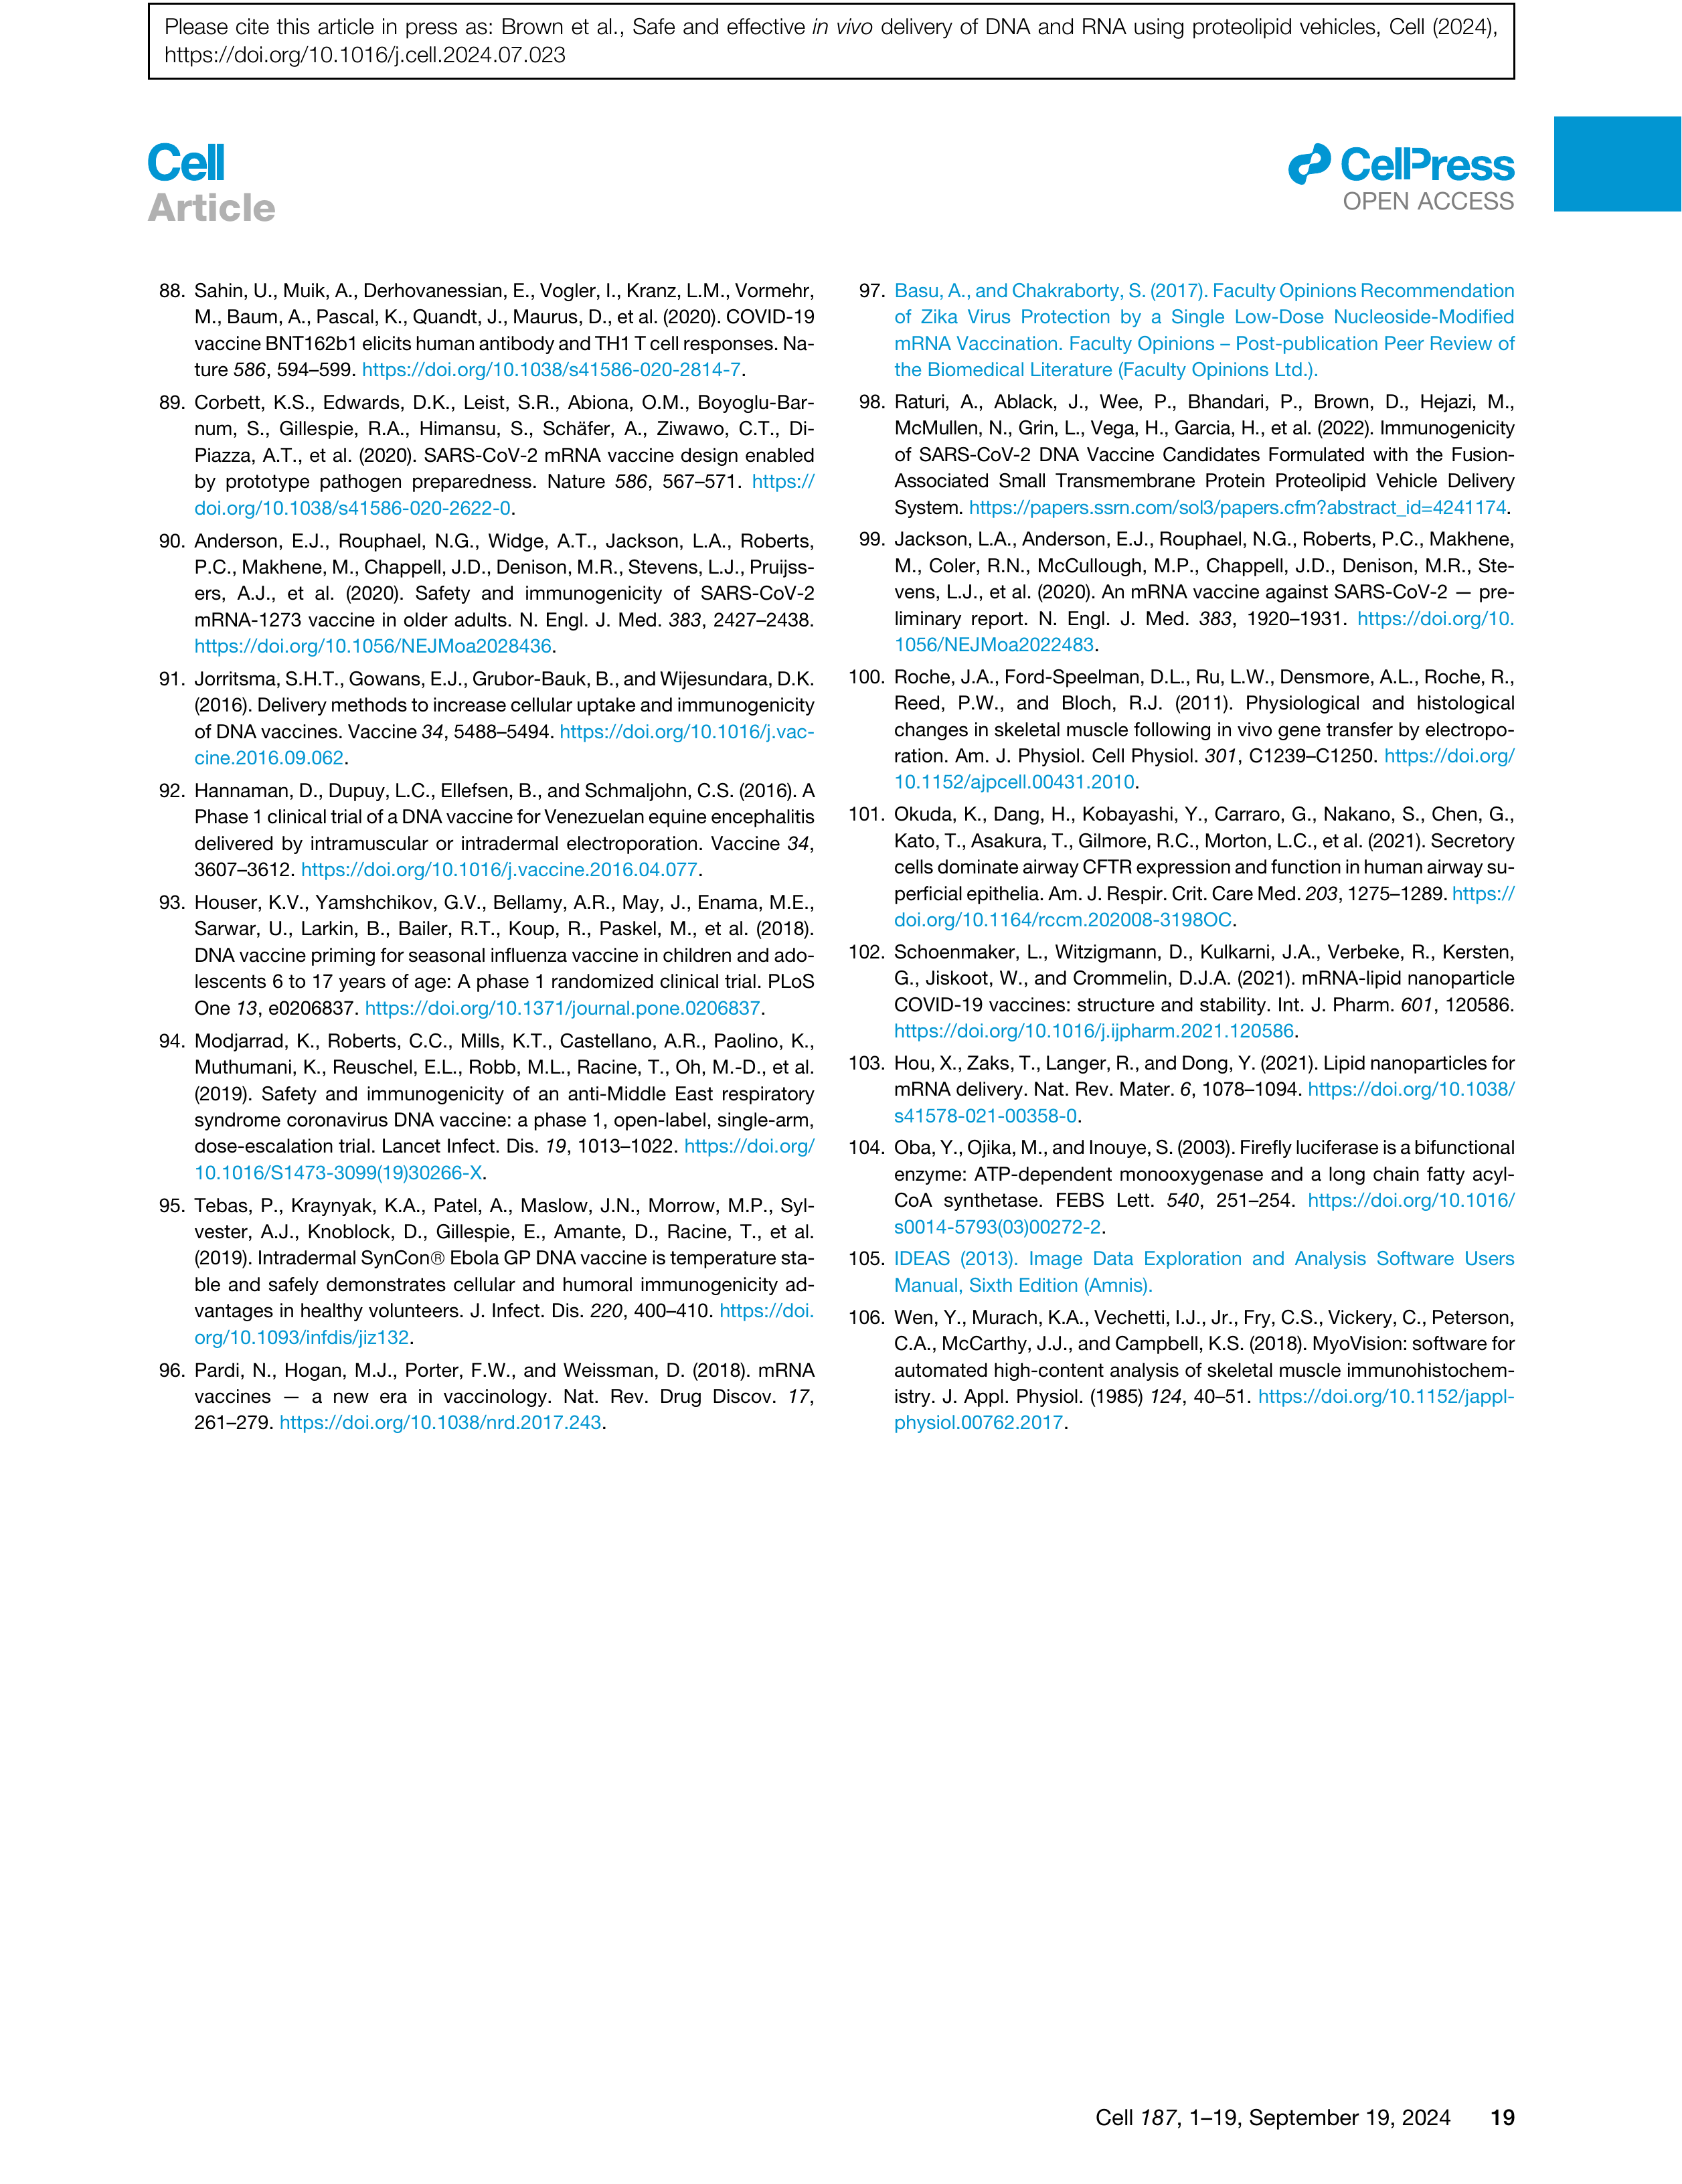 Please cite this article in press as: Brown et al., Safe and effective in vivo delivery of DNA and RNA using proteolipid vehicles, Cell (2024),
https://doi.org/10.1016/j.cell.2024.07.023
Cell
Article
CellPress
OPEN ACCESS
88. Sahin, U., Muik, A., Derhovanessian, E., Vogler, I., Kranz, L.M., Vormehr,
M., Baum, A., Pascal, K., Quandt, J., Maurus, D., et al. (2020). COVID-19
vaccine BNT162b1 elicits human antibody and TH1 T cell responses. Na-
ture 586, 594–599. https://doi.org/10.1038/s41586-020-2814-7.
89. Corbett, K.S., Edwards, D.K., Leist, S.R., Abiona, O.M., Boyoglu-Bar-
num, S., Gillespie, R.A., Himansu, S., Schäfer, A., Ziwawo, C.T., Di-
Piazza, A.T., et al. (2020). SARS-CoV-2 mRNA vaccine design enabled
by prototype pathogen preparedness. Nature 586, 567–571. https://
doi.org/10.1038/s41586-020-2622-0.
90. Anderson, E.J., Rouphael, N.G., Widge, A.T., Jackson, L.A., Roberts,
P.C., Makhene, M., Chappell, J.D., Denison, M.R., Stevens, L.J., Pruijss-
ers, A.J., et al. (2020). Safety and immunogenicity of SARS-CoV-2
mRNA-1273 vaccine in older adults. N. Engl. J. Med. 383, 2427–2438.
https://doi.org/10.1056/NEJMoa2028436.
91. Jorritsma, S.H.T., Gowans, E.J., Grubor-Bauk, B., and Wijesundara, D.K.
(2016). Delivery methods to increase cellular uptake and immunogenicity
of DNA vaccines. Vaccine 34, 5488–5494. https://doi.org/10.1016/j.vac-
cine.2016.09.062.
92. Hannaman, D., Dupuy, L.C., Ellefsen, B., and Schmaljohn, C.S. (2016). A
Phase 1 clinical trial of a DNA vaccine for Venezuelan equine encephalitis
delivered by intramuscular or intradermal electroporation. Vaccine 34,
3607–3612. https://doi.org/10.1016/j.vaccine.2016.04.077.
93. Houser, K.V., Yamshchikov, G.V., Bellamy, A.R., May, J., Enama, M.E.,
Sarwar, U., Larkin, B., Bailer, R.T., Koup, R., Paskel, M., et al. (2018).
DNA vaccine priming for seasonal influenza vaccine in children and ado-
lescents 6 to 17 years of age: A phase 1 randomized clinical trial. PLoS
One 13, e0206837. https://doi.org/10.1371/journal.pone.0206837.
94. Modjarrad, K., Roberts, C.C., Mills, K.T., Castellano, A.R., Paolino, K.,
Muthumani, K., Reuschel, E.L., Robb, M.L., Racine, T., Oh, M.-D., et al.
(2019). Safety and immunogenicity of an anti-Middle East respiratory
syndrome coronavirus DNA vaccine: a phase 1, open-label, single-arm,
dose-escalation trial. Lancet Infect. Dis. 19, 1013–1022. https://doi.org/
10.1016/S1473-3099(19)30266-X.
95. Tebas, P., Kraynyak, K.A., Patel, A., Maslow, J.N., Morrow, M.P., Syl-
vester, A.J., Knoblock, D., Gillespie, E., Amante, D., Racine, T., et al.
(2019). Intradermal SynCon® Ebola GP DNA vaccine is temperature sta-
ble and safely demonstrates cellular and humoral immunogenicity ad-
vantages in healthy volunteers. J. Infect. Dis. 220, 400–410. https://doi.
org/10.1093/infdis/jiz132.
96. Pardi, N., Hogan, M.J., Porter, F.W., and Weissman, D. (2018). mRNA
vaccines — a new era in vaccinology. Nat. Rev. Drug Discov. 17,
261–279. https://doi.org/10.1038/nrd.2017.243.
97. Basu, A., and Chakraborty, S. (2017). Faculty Opinions Recommendation
of Zika Virus Protection by a Single Low-Dose Nucleoside-Modified
mRNA Vaccination. Faculty Opinions – Post-publication Peer Review of
the Biomedical Literature (Faculty Opinions Ltd.).
98. Raturi, A., Ablack, J., Wee, P., Bhandari, P., Brown, D., Hejazi, M.,
McMullen, N., Grin, L., Vega, H., Garcia, H., et al. (2022). Immunogenicity
of SARS-CoV-2 DNA Vaccine Candidates Formulated with the Fusion-
Associated Small Transmembrane Protein Proteolipid Vehicle Delivery
System. https://papers.ssrn.com/sol3/papers.cfm?abstract_id=4241174.
99. Jackson, L.A., Anderson, E.J., Rouphael, N.G., Roberts, P.C., Makhene,
M., Coler, R.N., McCullough, M.P., Chappell, J.D., Denison, M.R., Ste-
vens, L.J., et al. (2020). An mRNA vaccine against SARS-CoV-2 — pre-
liminary report. N. Engl. J. Med. 383, 1920–1931. https://doi.org/10.
1056/NEJMoa2022483.
100. Roche, J.A., Ford-Speelman, D.L., Ru, L.W., Densmore, A.L., Roche, R.,
Reed, P.W., and Bloch, R.J. (2011). Physiological and histological
changes in skeletal muscle following in vivo gene transfer by electropo-
ration. Am. J. Physiol. Cell Physiol. 301, C1239–C1250. https://doi.org/
10.1152/ajpcell.00431.2010.
101. Okuda, K., Dang, H., Kobayashi, Y., Carraro, G., Nakano, S., Chen, G.,
Kato, T., Asakura, T., Gilmore, R.C., Morton, L.C., et al. (2021). Secretory
cells dominate airway CFTR expression and function in human airway su-
perficial epithelia. Am. J. Respir. Crit. Care Med. 203, 1275–1289. https://
doi.org/10.1164/rccm.202008-3198OC.
102. Schoenmaker, L., Witzigmann, D., Kulkarni, J.A., Verbeke, R., Kersten,
G., Jiskoot, W., and Crommelin, D.J.A. (2021). mRNA-lipid nanoparticle
COVID-19 vaccines: structure and stability. Int. J. Pharm. 601, 120586.
https://doi.org/10.1016/j.ijpharm.2021.120586.
103. Hou, X., Zaks, T., Langer, R., and Dong, Y. (2021). Lipid nanoparticles for
mRNA delivery. Nat. Rev. Mater. 6, 1078–1094. https://doi.org/10.1038/
s41578-021-00358-0.
104. Oba, Y., Ojika, M., and Inouye, S. (2003). Firefly luciferase is a bifunctional
enzyme: ATP-dependent monooxygenase and a long chain fatty acyl-
CoA synthetase. FEBS Lett. 540, 251–254. https://doi.org/10.1016/
s0014-5793(03)00272-2.
105. IDEAS (2013). Image Data Exploration and Analysis Software Users
Manual, Sixth Edition (Amnis).
106. Wen, Y., Murach, K.A., Vechetti, I.J., Jr., Fry, C.S., Vickery, C., Peterson,
C.A., McCarthy, J.J., and Campbell, K.S. (2018). MyoVision: software for
automated high-content analysis of skeletal muscle immunohistochem-
istry. J. Appl. Physiol. (1985) 124, 40–51. https://doi.org/10.1152/jappl-
physiol.00762.2017.
Cell 187, 1–19, September 19, 2024 19